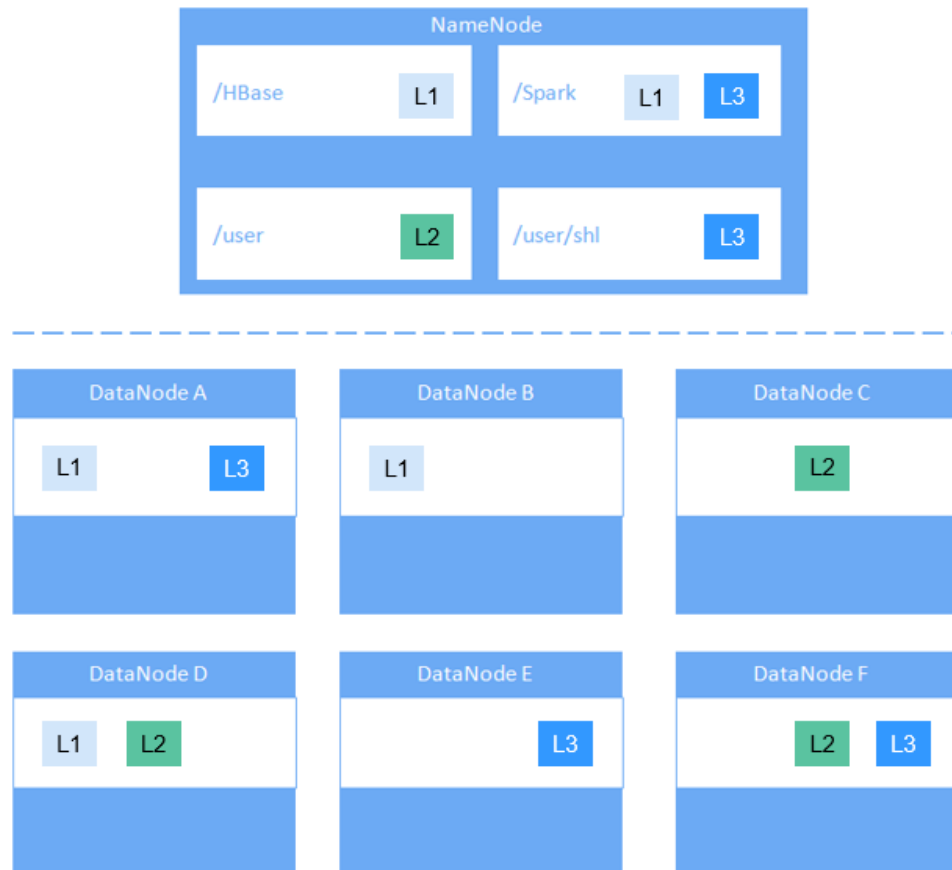 NameNode
/HBase L1
/Spark L1 L3
/user L2
/user/shl L3
DataNode A
L1 L3
DataNode B
L1
DataNode C
L2
DataNode D
L1 L2
DataNode E
L3
DataNode F
L2 L3